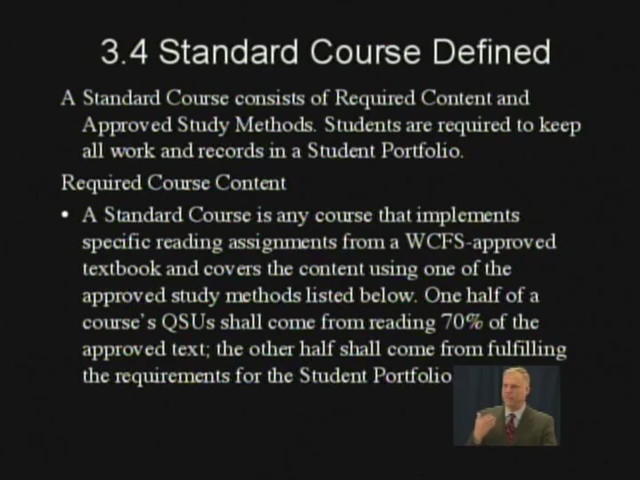 3.4 Standard Course Defined
A Standard Course consists of Required Content and
Approved Study Methods. Students are required to keep
all work and records in a Student Portfolio.
Required Course Content
• A Standard Course is any course that implements
specific reading assignments from a WCFS-approved
textbook and covers the content using one of the
approved study methods listed below. One half of a
course's QSUs shall come from reading 70% of the
approved text; the other half shall come from fulfilling
the requirements for the Student Portfolio